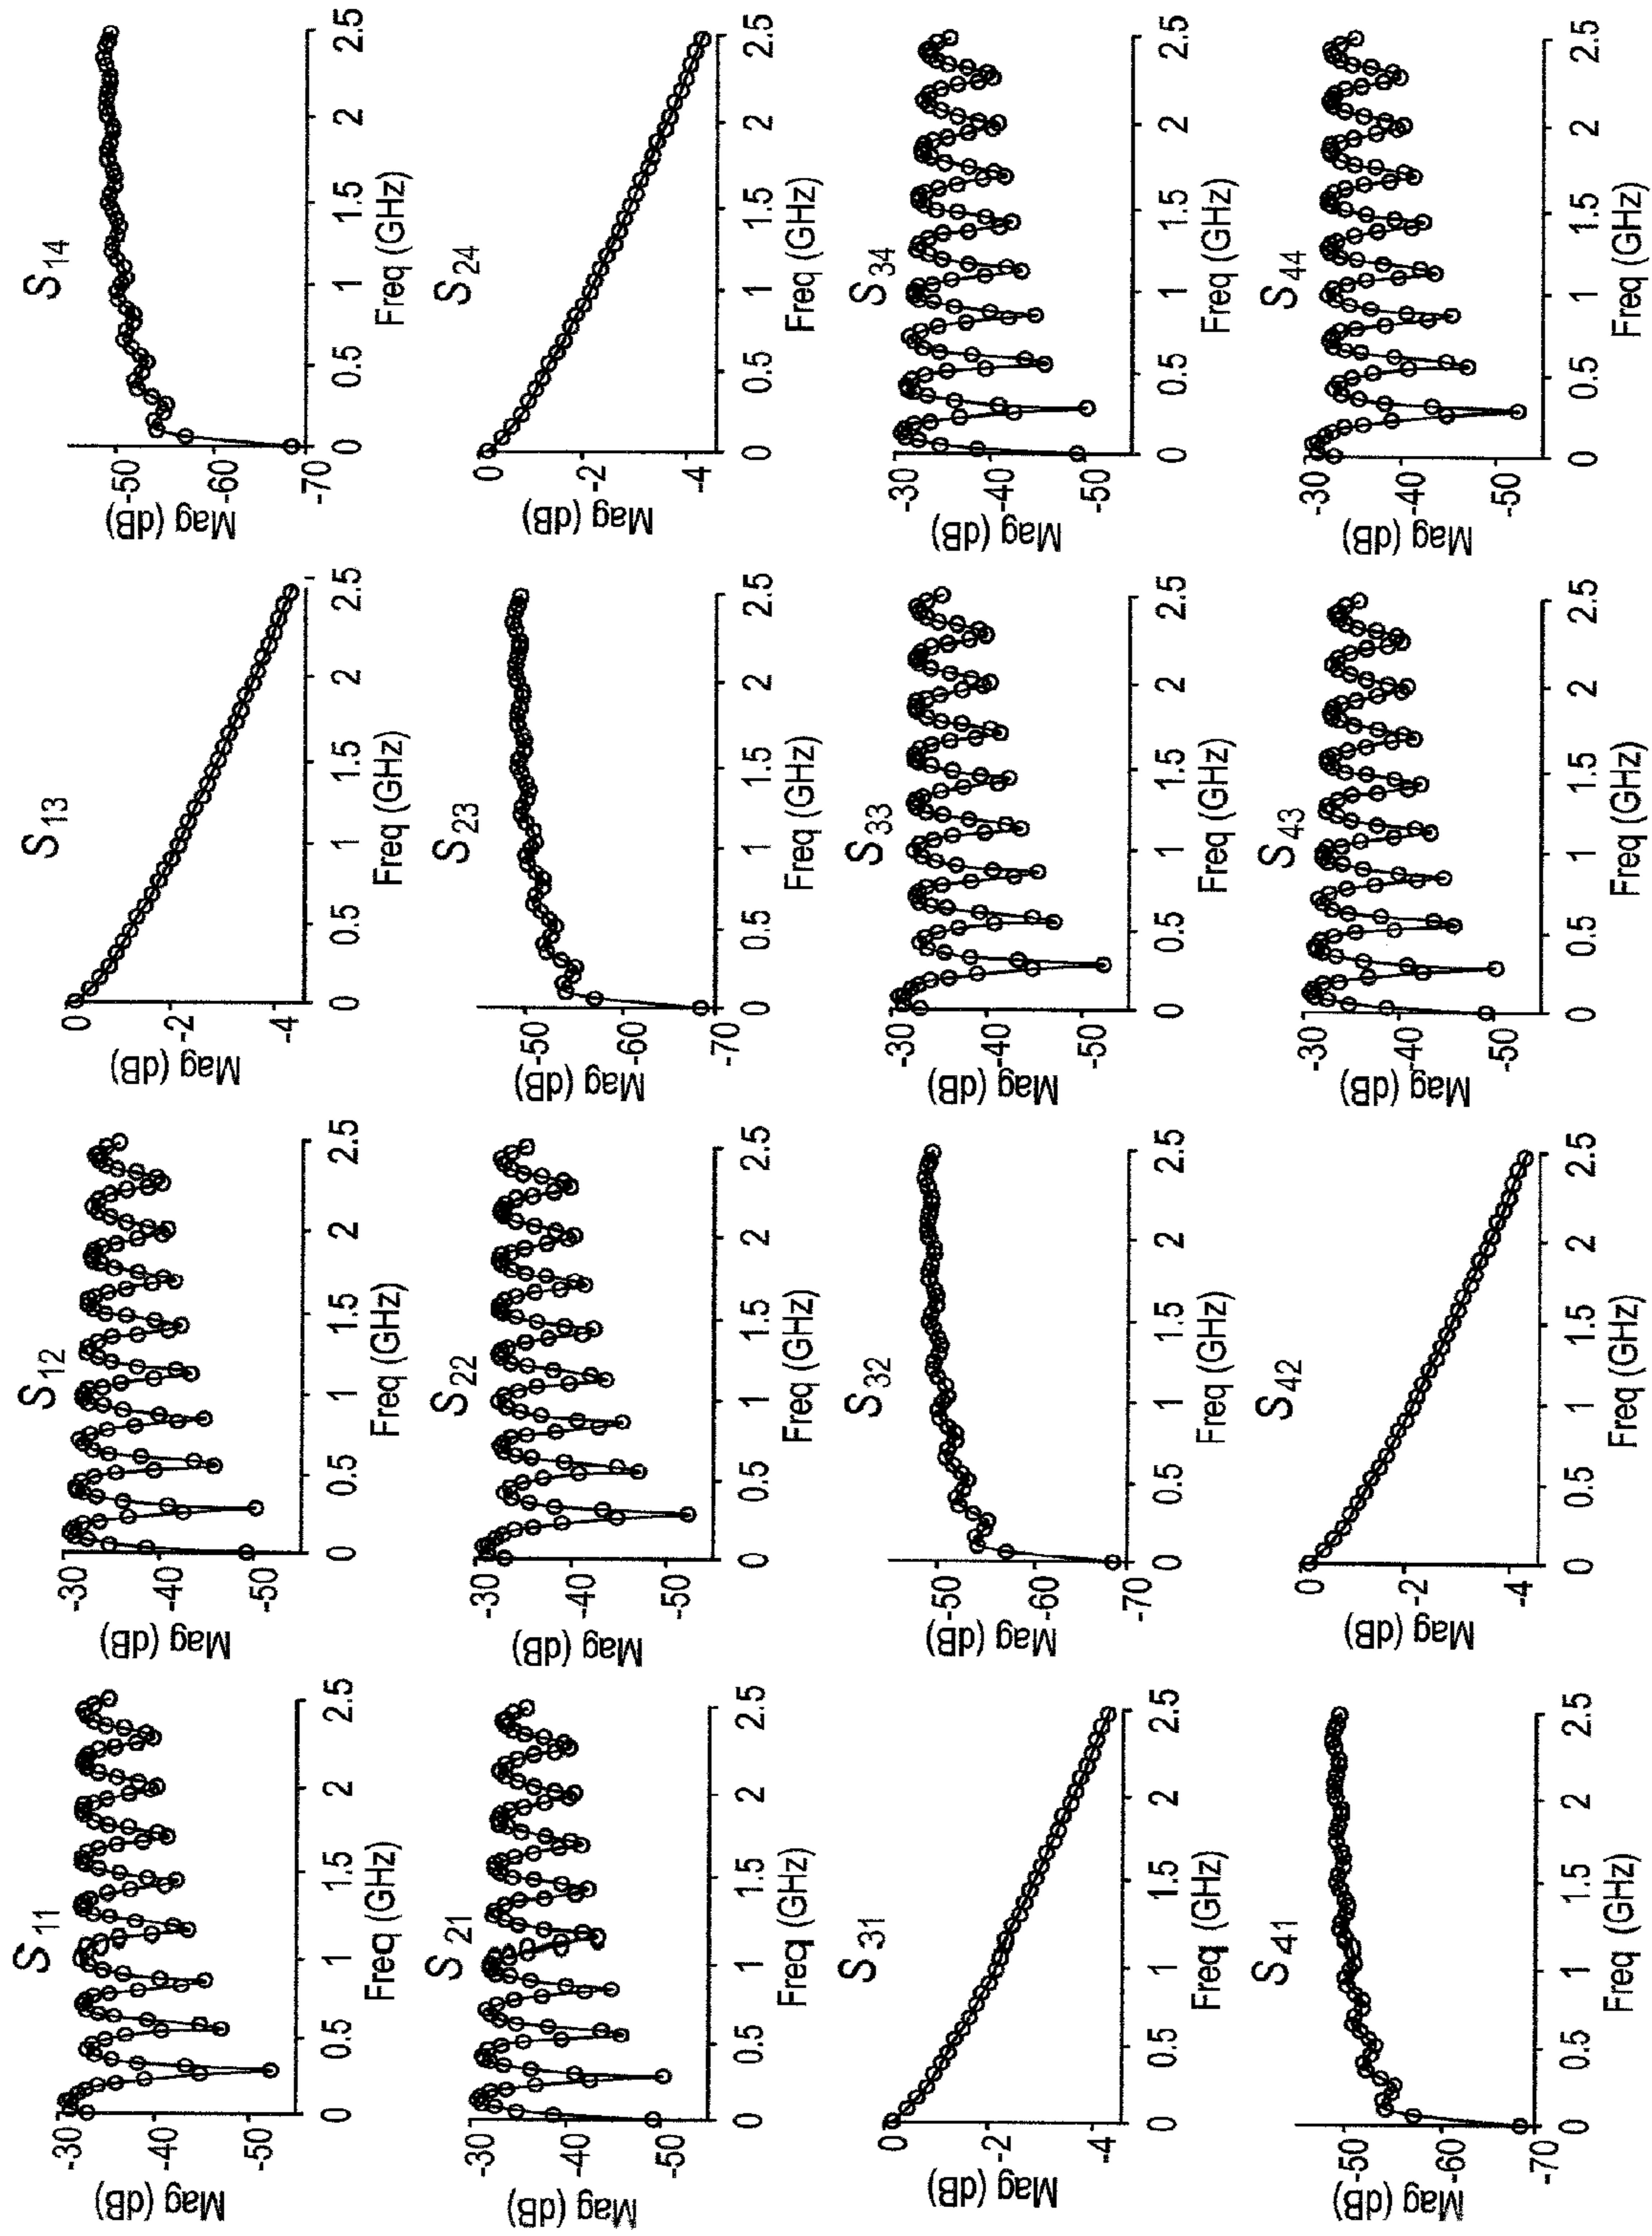 S11
Mag (dB)
-30
-40
-50
0 0.5 1 1.5 2 2.5
Freq (GHz)
S12
Mag (dB)
-30
-40
-50
0 0.5 1 1.5 2 2.5
Freq (GHz)
S13
Mag (dB)
0
-2
-4
0 0.5 1 1.5 2 2.5
Freq (GHz)
S14
Mag (dB)
-50
-60
-70
0 0.5 1 1.5 2 2.5
Freq (GHz)
S21
Mag (dB)
-30
-40
-50
0 0.5 1 1.5 2 2.5
Freq (GHz)
S22
Mag (dB)
-30
-40
-50
0 0.5 1 1.5 2 2.5
Freq (GHz)
S23
Mag (dB)
-50
-60
-70
0 0.5 1 1.5 2 2.5
Freq (GHz)
S24
Mag (dB)
0
-2
-4
0 0.5 1 1.5 2 2.5
Freq (GHz)
S31
Mag (dB)
0
-2
-4
0 0.5 1 1.5 2 2.5
Freq (GHz)
S32
Mag (dB)
-50
-60
-70
0 0.5 1 1.5 2 2.5
Freq (GHz)
S33
Mag (dB)
-30
-40
-50
0 0.5 1 1.5 2 2.5
Freq (GHz)
S34
Mag (dB)
-30
-40
-50
0 0.5 1 1.5 2 2.5
Freq (GHz)
S41
Mag (dB)
-50
-60
-70
0 0.5 1 1.5 2 2.5
Freq (GHz)
S42
Mag (dB)
0
-2
-4
0 0.5 1 1.5 2 2.5
Freq (GHz)
S43
Mag (dB)
-30
-40
-50
0 0.5 1 1.5 2 2.5
Freq (GHz)
S44
Mag (dB)
-30
-40
-50
0 0.5 1 1.5 2 2.5
Freq (GHz)